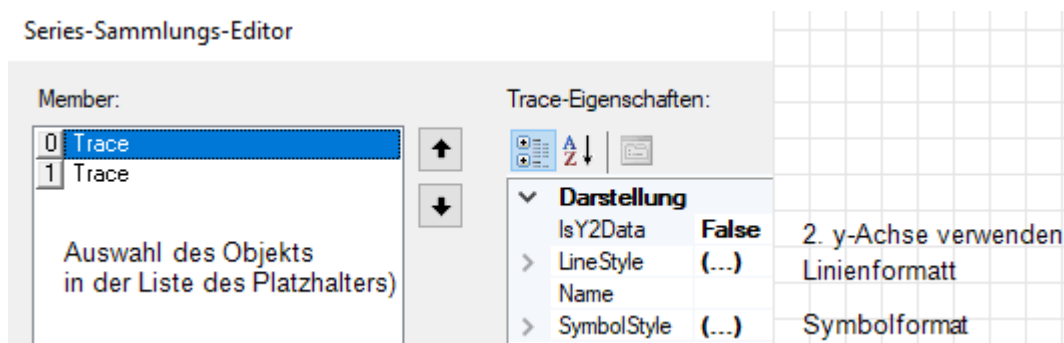 Series-Sammlungs-Editor
Member:
0 Trace
1 Trace
Auswahl des Objekts
in der Liste des Platzhalters)
Trace-Eigenschaften:
A
Z
Darstellung
IsY2Data False 2. y-Achse verwenden
LineStyle (...) Linienformatt
Name
SymbolStyle (...) Symbolformat